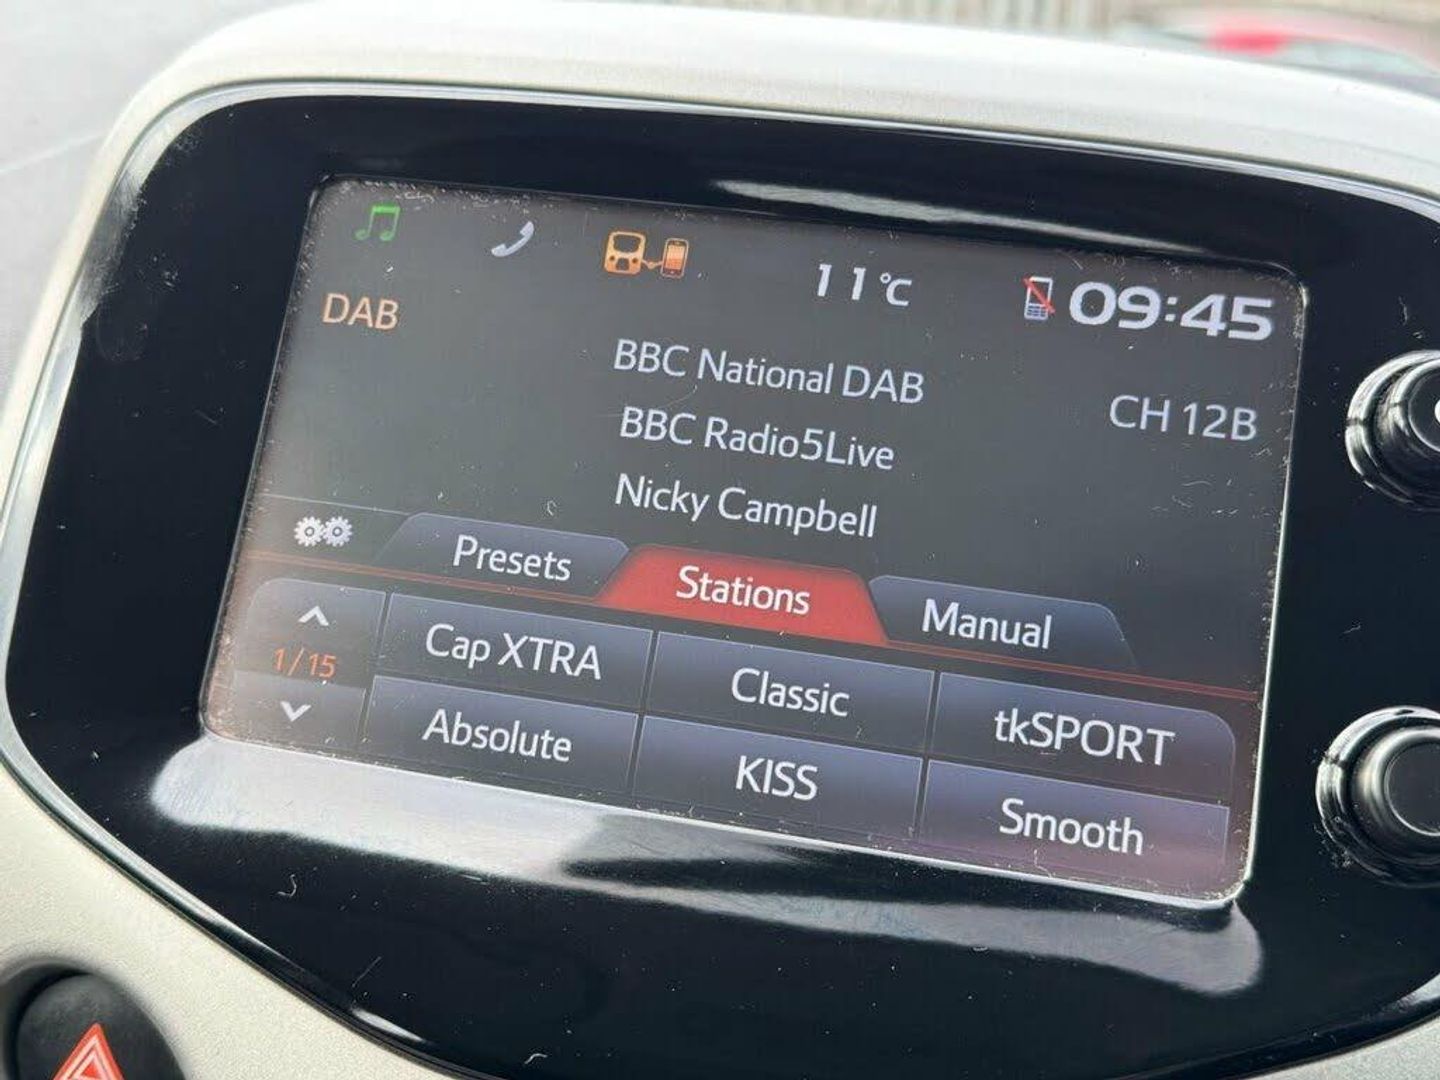 11°C
09:45
DAB
BBC National DAB
CH 12B
BBC Radio5Live
Nicky Campbell
Presets
Stations
Manual
1/15
Cap XTRA
Classic
tkSPORT
Absolute
KISS
Smooth